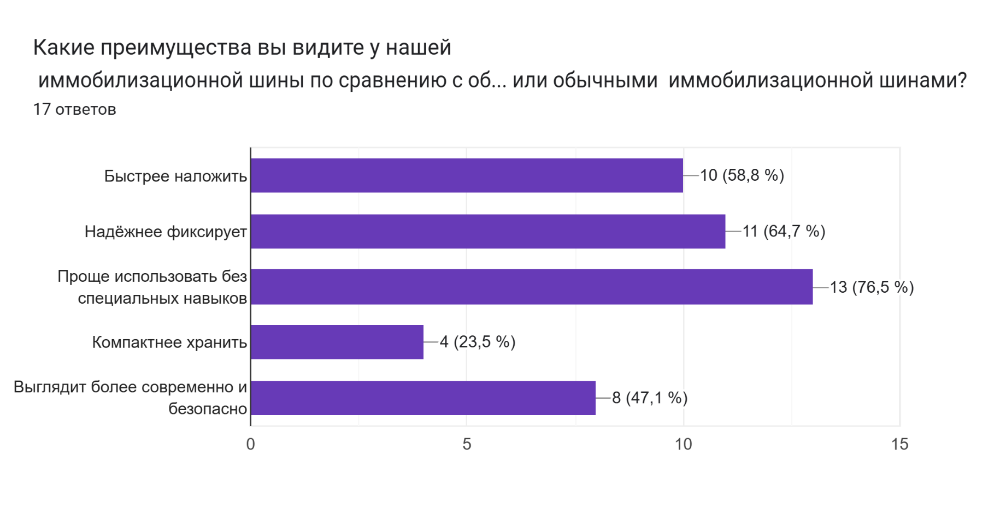 Какие преимущества вы видите у нашей
иммобилизационной шины по сравнению с об... или обычными  иммобилизационной шинами?
17 ответов
Быстрее наложить
10 (58,8 %)
Надёжнее фиксирует
11 (64,7 %)
Проще использовать без
специальных навыков
13 (76,5 %)
Компактнее хранить
4 (23,5 %)
Выглядит более современно и
безопасно
8 (47,1 %)
0
5
10
15